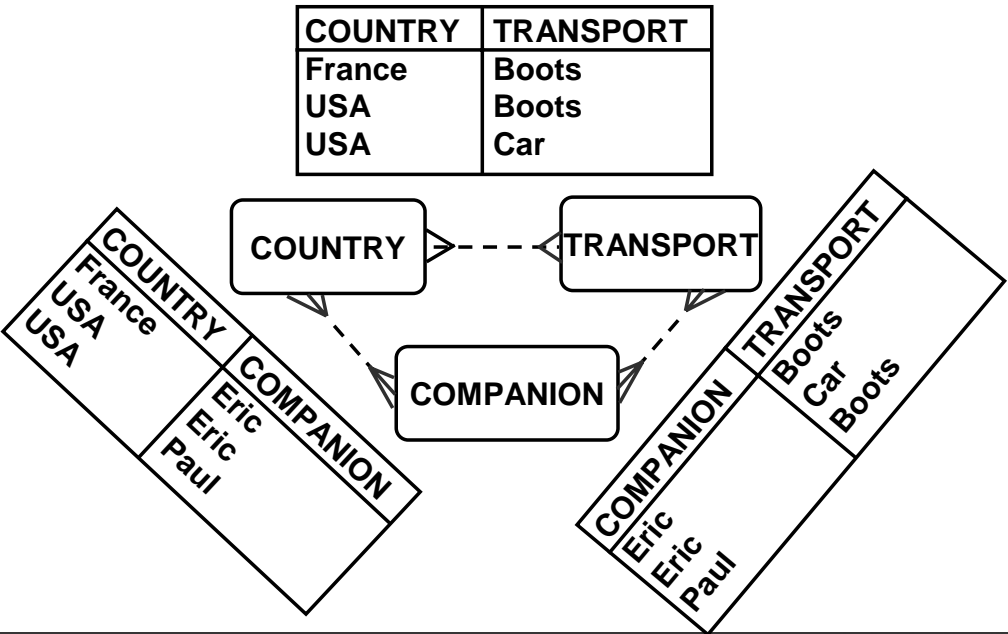 COUNTRY TRANSPORT
France Boots
USA Boots
USA Car
COUNTRY
TRANSPORT
COMPANION
COUNTRY COMPANION
France Eric
USA Eric
USA Paul
COMPANION TRANSPORT
Eric Boots
Eric Car
Paul Boots